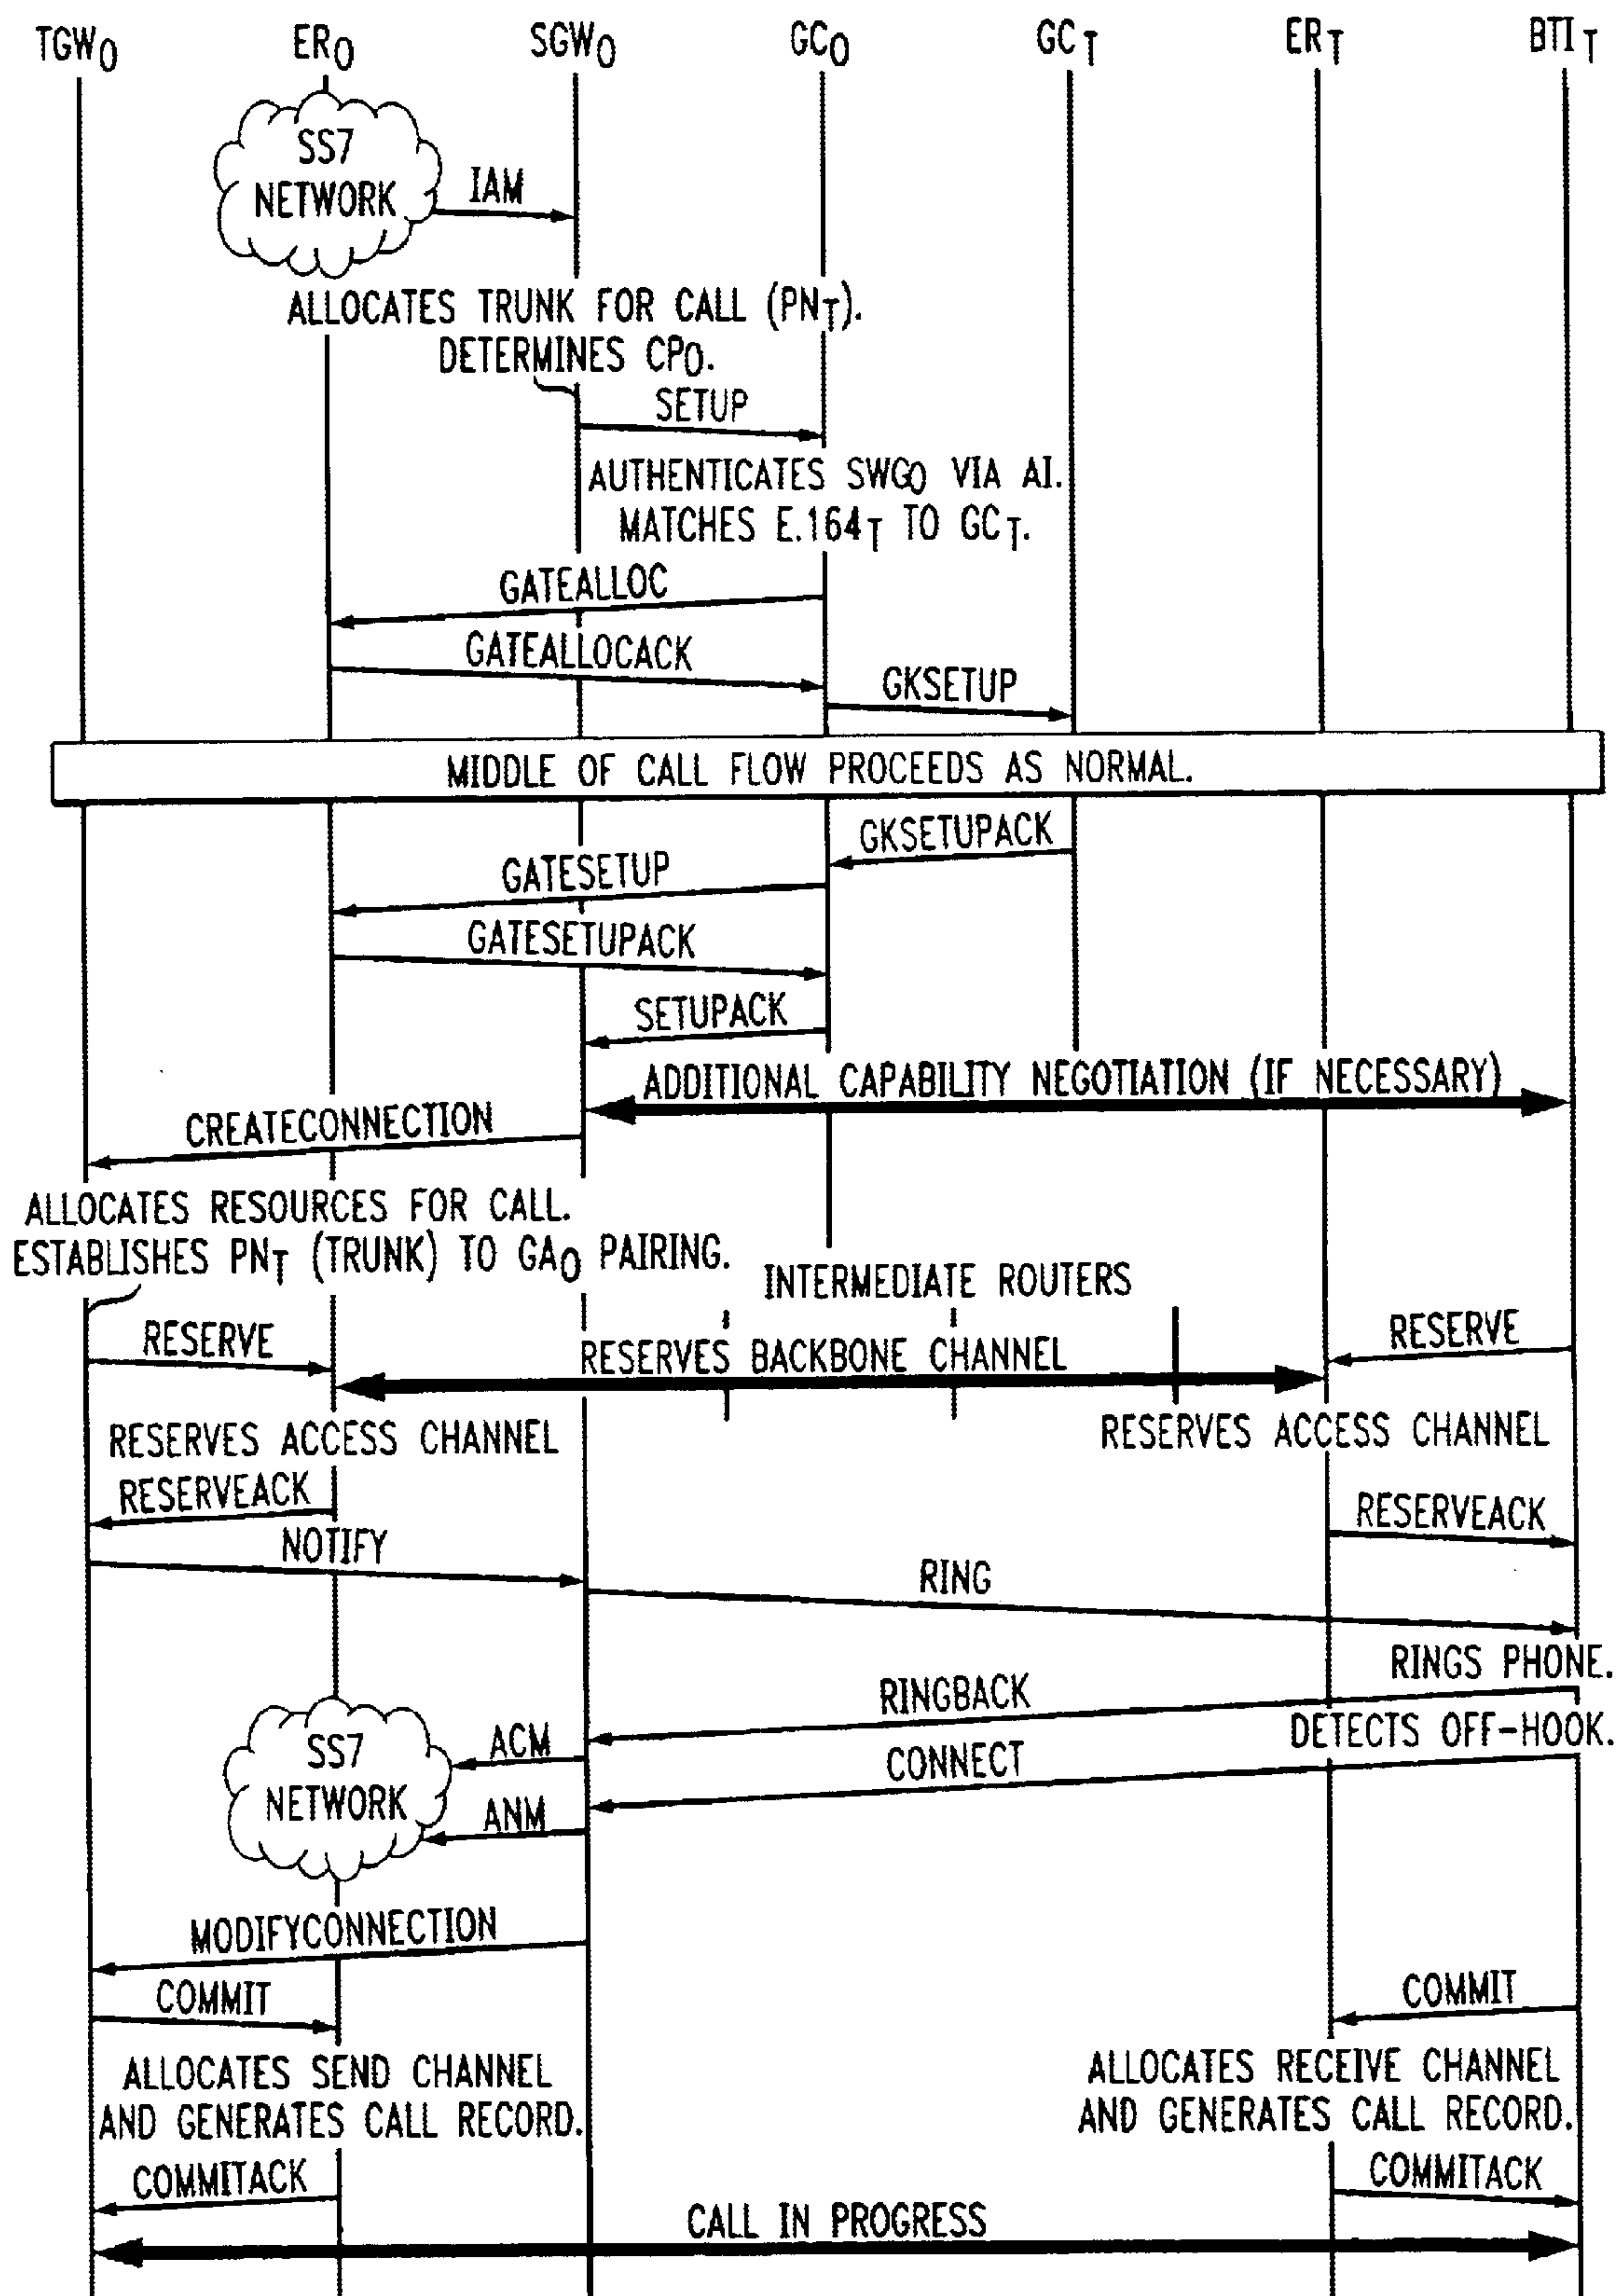 TGWO ERO SGWO GCO GCT ERT BTIT
SS7
NETWORK
IAM
ALLOCATES TRUNK FOR CALL (PNT).
DETERMINES CPO.
SETUP
AUTHENTICATES SWGO VIA AI.
MATCHES E.164T TO GCT.
GATEALLOC
GATEALLOCACK
GKSETUP
MIDDLE OF CALL FLOW PROCEEDS AS NORMAL.
GKSETUPACK
GATESETUP
GATESETUPACK
SETUPACK
ADDITIONAL CAPABILITY NEGOTIATION (IF NECESSARY)
CREATECONNECTION
ALLOCATES RESOURCES FOR CALL.
ESTABLISHES PNT (TRUNK) TO GAO PAIRING.
INTERMEDIATE ROUTERS
RESERVE
RESERVES BACKBONE CHANNEL
RESERVE
RESERVES ACCESS CHANNEL
RESERVES ACCESS CHANNEL
RESERVEACK
RESERVEACK
NOTIFY
RING
RINGS PHONE.
RINGBACK
DETECTS OFF-HOOK.
SS7
NETWORK
ACM
CONNECT
ANM
MODIFYCONNECTION
COMMIT
COMMIT
ALLOCATES SEND CHANNEL
AND GENERATES CALL RECORD.
ALLOCATES RECEIVE CHANNEL
AND GENERATES CALL RECORD.
COMMITACK
COMMITACK
CALL IN PROGRESS